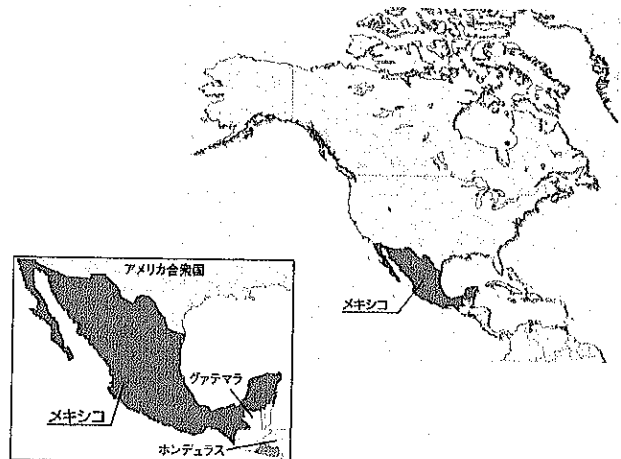 アメリカ合衆国
メキシコ
グァテマラ
メキシコ
ホンデュラス